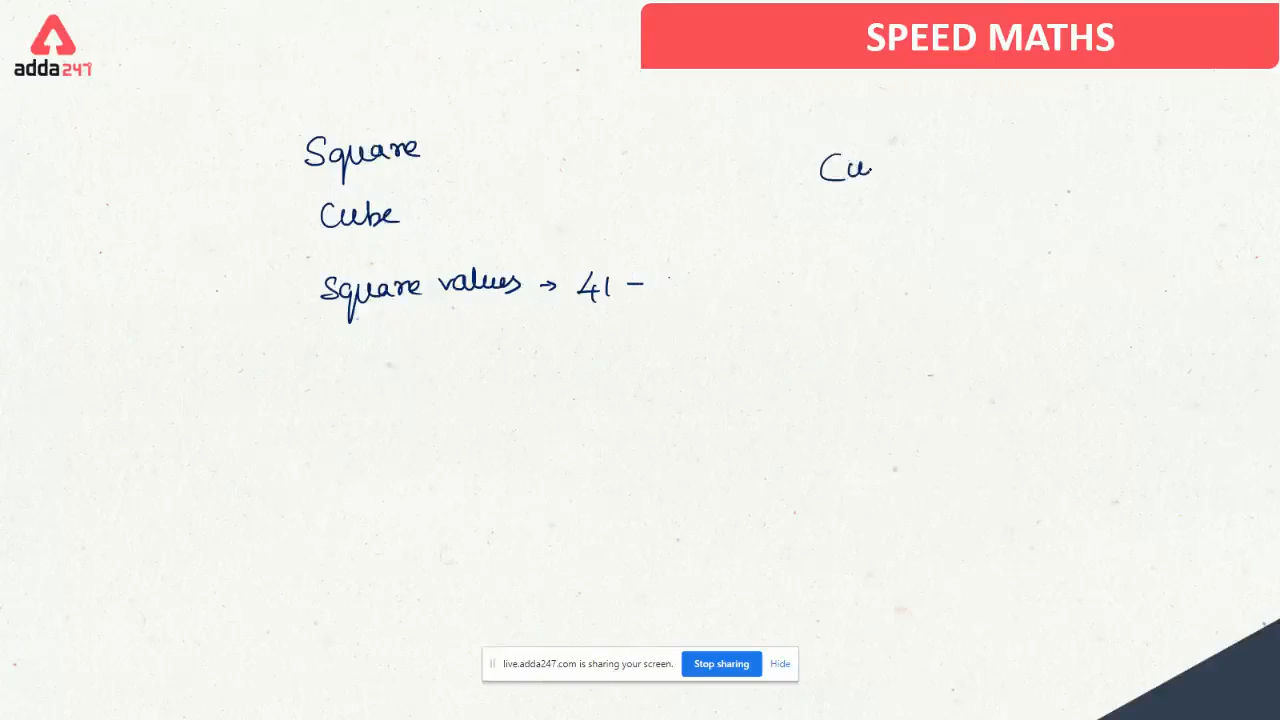 adda247
SPEED MATHS
Square
Cu
Cube
Square values → 41 -
live.adda247.com is sharing your screen. Stop sharing Hide